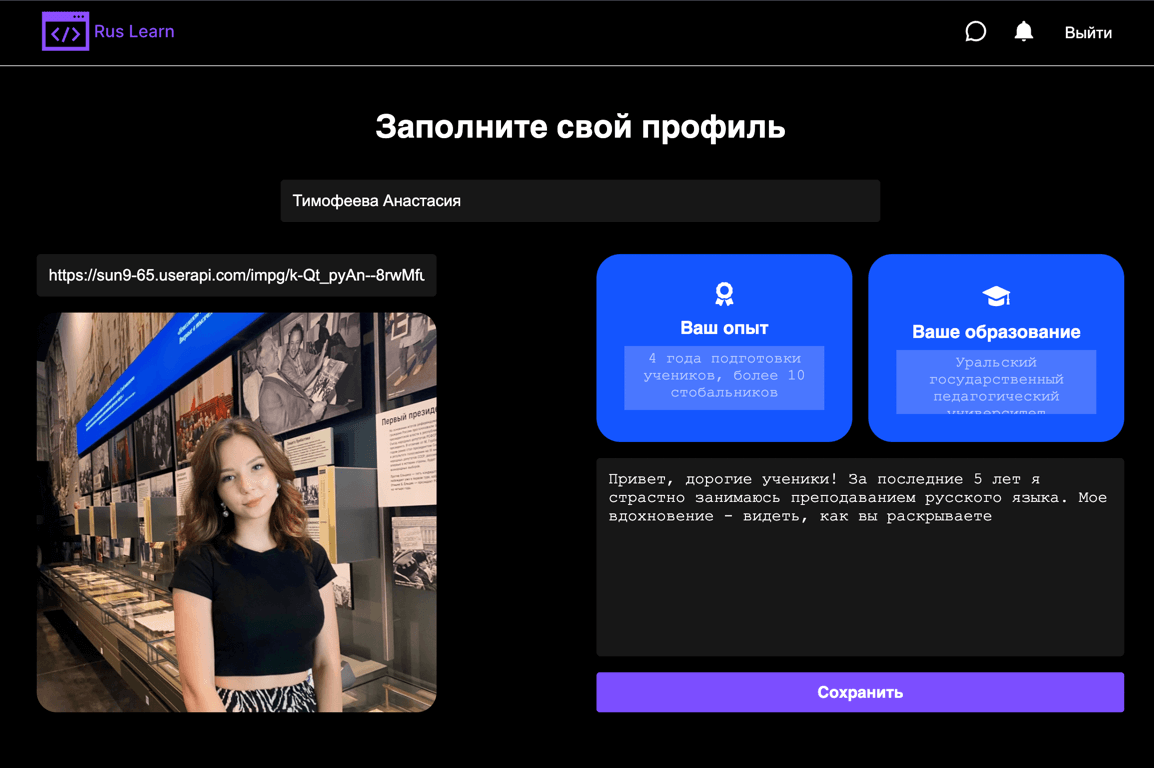 Rus Learn
Выйти
Заполните свой профиль
Тимофеева Анастасия
https://sun9-65.userapi.com/impg/k-Qt_pyAn--8rwMfu
Первый президе
Ваш опыт
4 года подготовки
учеников, более 10
стобальников
Ваше образование
Уральский
государственный
педагогический
университет
Привет, дорогие ученики! За последние 5 лет я
страстно занимаюсь преподаванием русского языка. Мое
вдохновение - видеть, как вы раскрываете
Сохранить